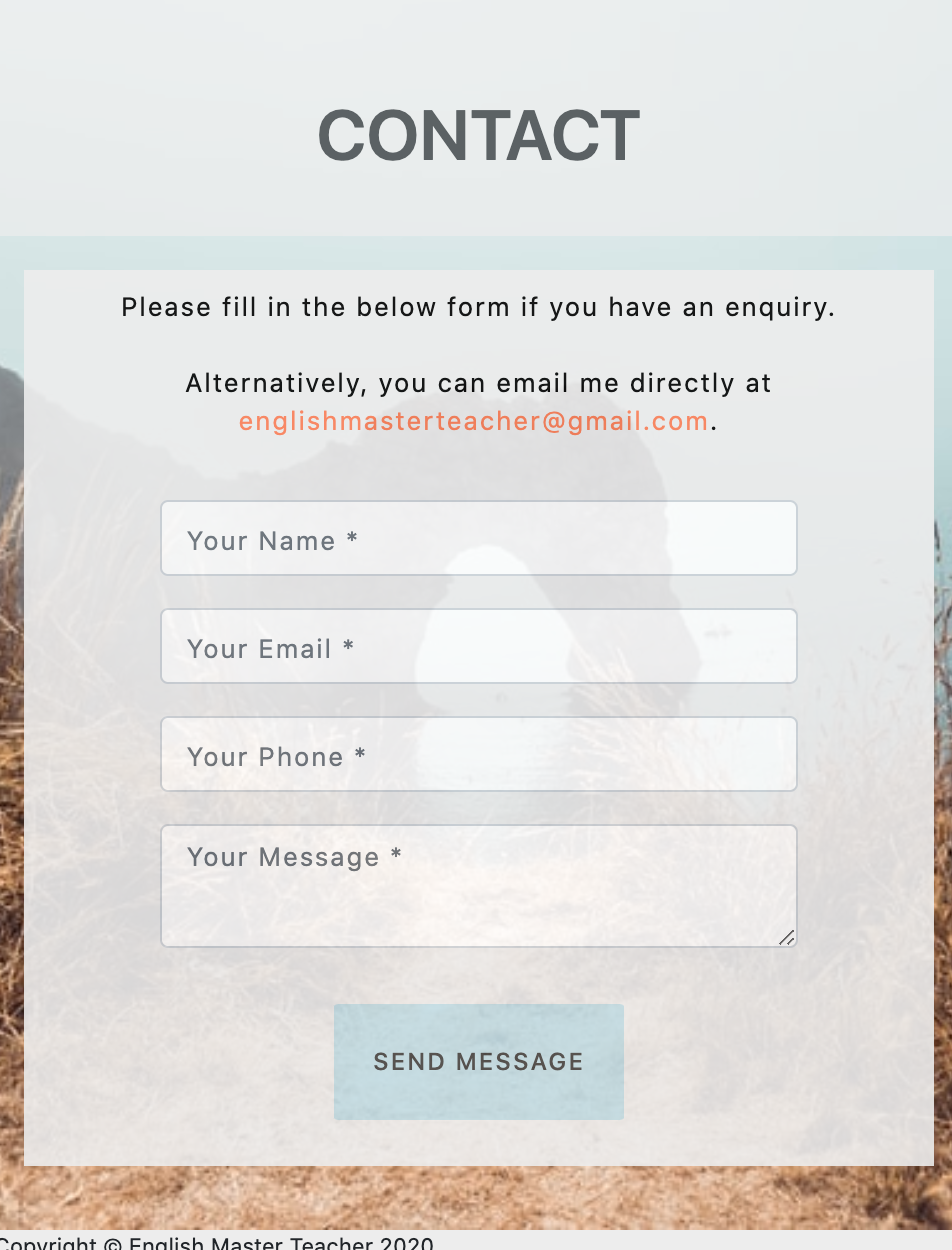 CONTACT
Please fill in the below form if you have an enquiry.
Alternatively, you can email me directly at
englishmasterteacher@gmail.com.
Your Name *
Your Email *
Your Phone *
Your Message *
SEND MESSAGE
Copyright © English Master Teacher 2020